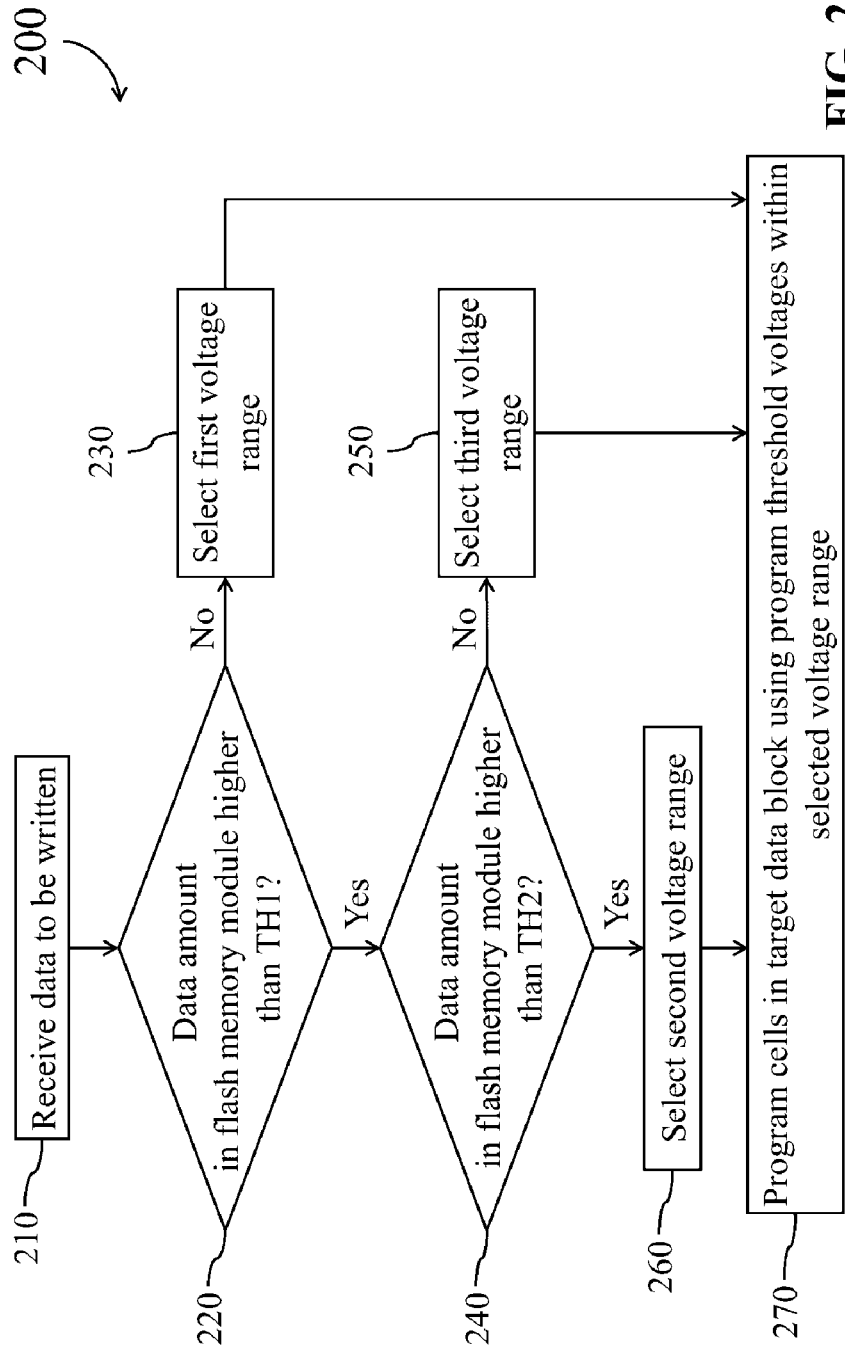 200
210
Receive data to be written
220
Data amount
in flash memory module higher
than TH1?
No
Yes
230
Select first voltage
range
240
Data amount
in flash memory module higher
than TH2?
No
Yes
250
Select third voltage
range
260
Select second voltage range
270
Program cells in target data block using program threshold voltages within
selected voltage range
FIG. 2